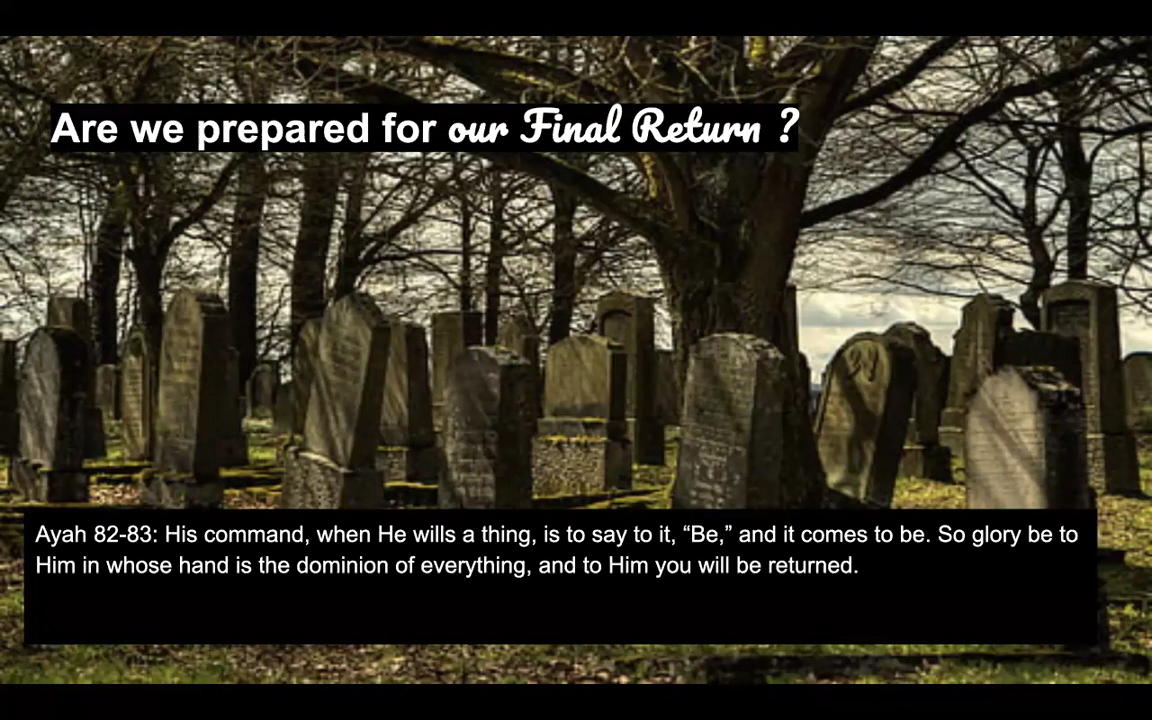 Are we prepared for our Final Return ?
Ayah 82-83: His command, when He wills a thing, is to say to it, “Be,” and it comes to be. So glory be to
Him in whose hand is the dominion of everything, and to Him you will be returned.